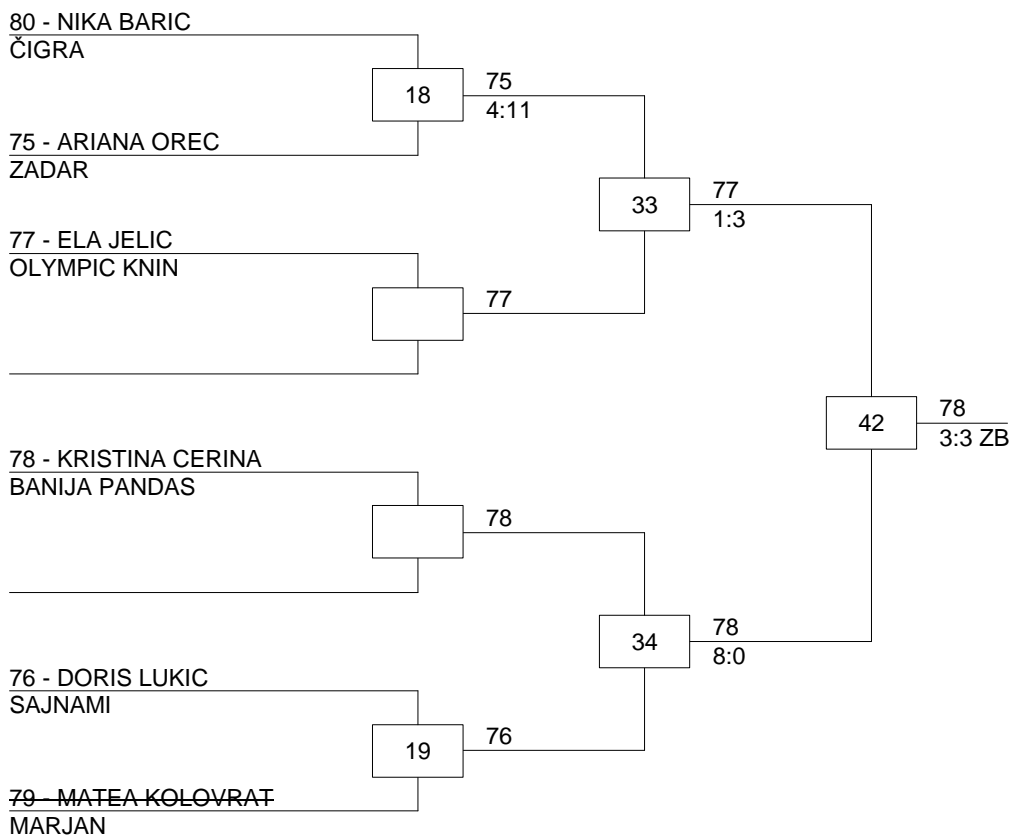 80 - NIKA BARIC
ČIGRA
18
75
4:11
75 - ARIANA OREC
ZADAR
33
77
1:3
77 - ELA JELIC
OLYMPIC KNIN
77
42
78
3:3 ZB
78 - KRISTINA CERINA
BANIJA PANDAS
78
34
78
8:0
76 - DORIS LUKIC
SAJNAMI
19
76
79 - MATEA KOLOVRAT
MARJAN